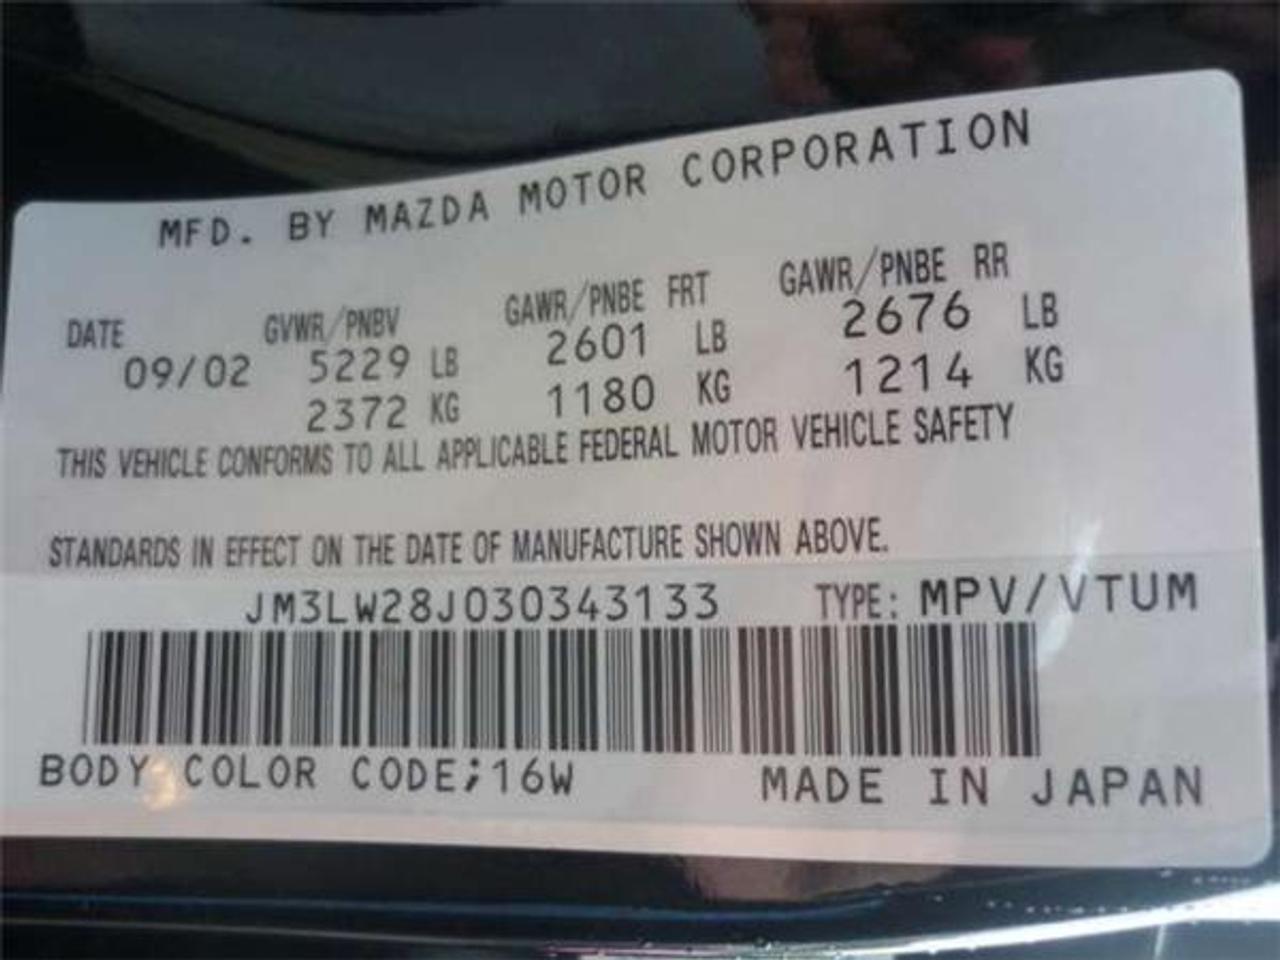 MFD. BY MAZDA MOTOR CORPORATION
DATE GVWR/PNBV GAWR/PNBE FRT GAWR/PNBE RR
09/02 5229 LB 2601 LB 2676 LB
2372 KG 1180 KG 1214 KG
THIS VEHICLE CONFORMS TO ALL APPLICABLE FEDERAL MOTOR VEHICLE SAFETY
STANDARDS IN EFFECT ON THE DATE OF MANUFACTURE SHOWN ABOVE.
JM3LW28J030343133 TYPE: MPV/VTUM
BODY COLOR CODE;16W MADE IN JAPAN